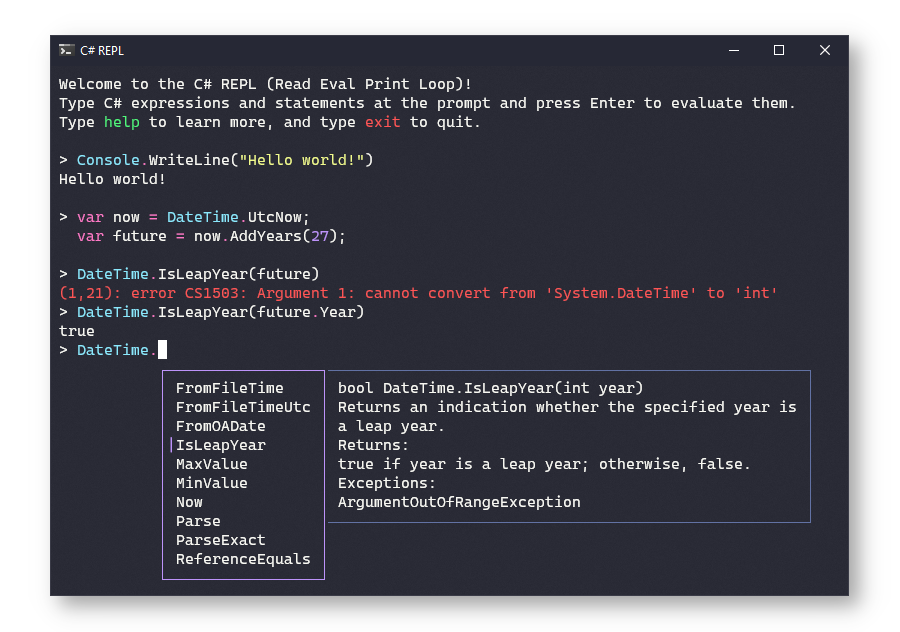 C# REPL
Welcome to the C# REPL (Read Eval Print Loop)!
Type C# expressions and statements at the prompt and press Enter to evaluate them.
Type help to learn more, and type exit to quit.
> Console.WriteLine("Hello world!")
Hello world!
> var now = DateTime.UtcNow;
  var future = now.AddYears(27);
> DateTime.IsLeapYear(future)
(1,21): error CS1503: Argument 1: cannot convert from 'System.DateTime' to 'int'
> DateTime.IsLeapYear(future.Year)
true
> DateTime.
FromFileTime
FromFileTimeUtc
FromOADate
IsLeapYear
MaxValue
MinValue
Now
Parse
ParseExact
ReferenceEquals
bool DateTime.IsLeapYear(int year)
Returns an indication whether the specified year is
a leap year.
Returns:
true if year is a leap year; otherwise, false.
Exceptions:
ArgumentOutOfRangeException